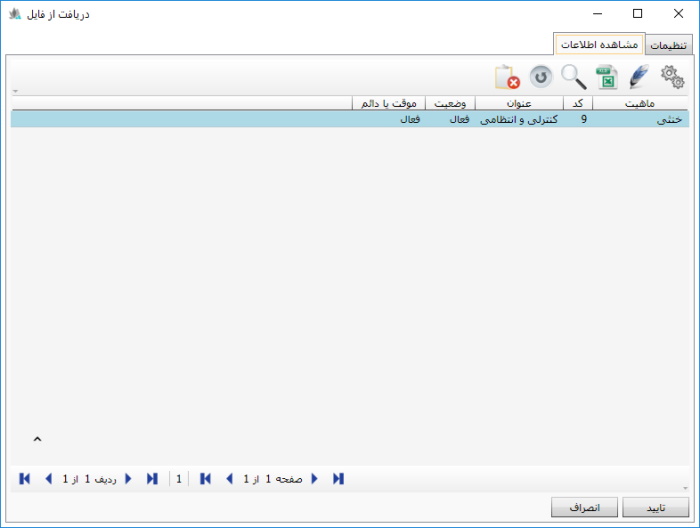 دریافت از فایل
تنظیمات مشاهده اطلاعات
ماهیت کد عنوان وضعیت موقت یا دائم
خنثی 9 کنترلی و انتظامی فعال فعال
صفحه 1 از 1 1 ردیف 1 از 1
تایید انصراف